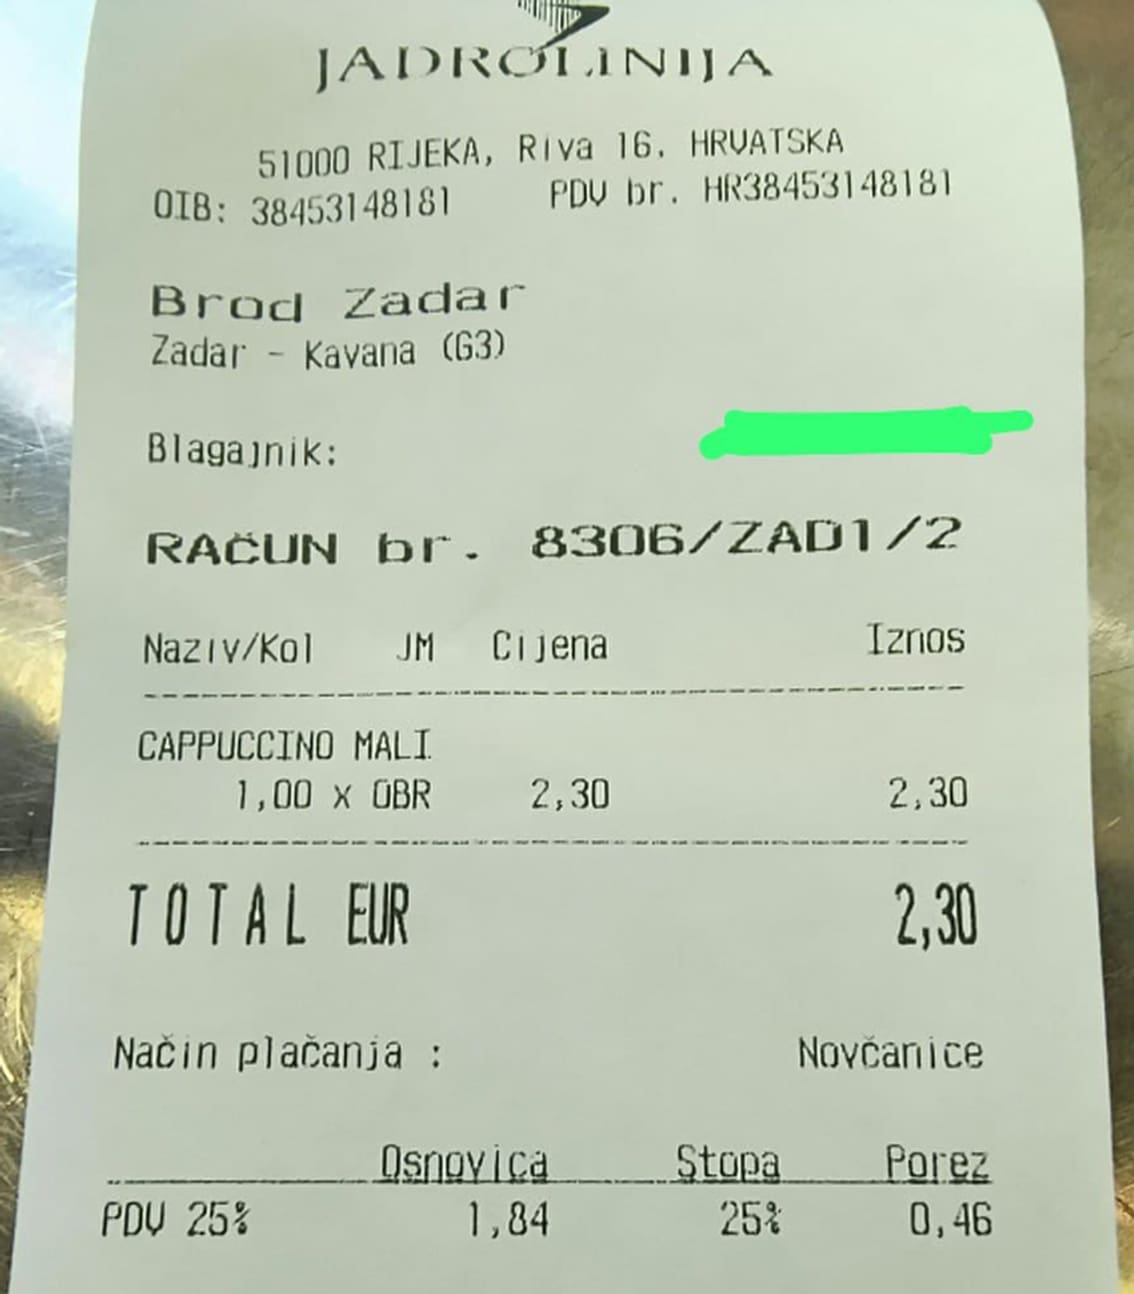 JADROLINIJA
51000 RIJEKA, Riva 16. HRVATSKA
OIB: 38453148181 PDV br. HR38453148181
Brod Zadar
Zadar - Kavana (G3)
Blagajnik:
RAČUN br. 8306/ZAD1/2
Naziv/Kol JM Cijena Iznos
CAPPUCCINO MALI
1,00 x OBR 2,30 2,30
TOTAL EUR 2,30
Način plačanja : Novčanice
Osnovica Stopa Porez
PDV 25% 1,84 25% 0,46